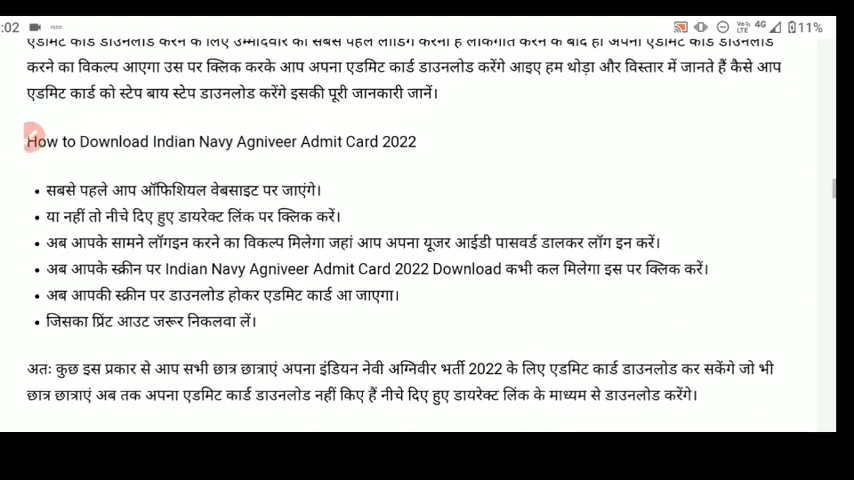 :02 4G 11%
एडमिट कार्ड डाउनलोड करने के लिए उम्मीदवार को सबसे पहले करना है करने के बाद ही अपना एडमिट कार्ड डाउनलोड
करने का विकल्प आएगा उस पर क्लिक करके आप अपना एडमिट कार्ड डाउनलोड करेंगे आइए हम थोड़ा और विस्तार में जानते हैं कैसे आप
एडमिट कार्ड को स्टेप बाय स्टेप डाउनलोड करेंगे इसकी पूरी जानकारी जानें।
How to Download Indian Navy Agniveer Admit Card 2022
• सबसे पहले आप ऑफिशियल वेबसाइट पर जाएंगे।
• या नहीं तो नीचे दिए हुए डायरेक्ट लिंक पर क्लिक करें।
• अब आपके सामने लॉगइन करने का विकल्प मिलेगा जहां आप अपना यूजर आईडी पासवर्ड डालकर लॉग इन करें।
• अब आपके स्क्रीन पर Indian Navy Agniveer Admit Card 2022 Download कभी कल मिलेगा इस पर क्लिक करें।
• अब आपकी स्क्रीन पर डाउनलोड होकर एडमिट कार्ड आ जाएगा।
• जिसका प्रिंट आउट जरूर निकलवा लें।
अतः कुछ इस प्रकार से आप सभी छात्र छात्राएं अपना इंडियन नेवी अग्निवीर भर्ती 2022 के लिए एडमिट कार्ड डाउनलोड कर सकेंगे जो भी
छात्र छात्राएं अब तक अपना एडमिट कार्ड डाउनलोड नहीं किए हैं नीचे दिए हुए डायरेक्ट लिंक के माध्यम से डाउनलोड करेंगे।